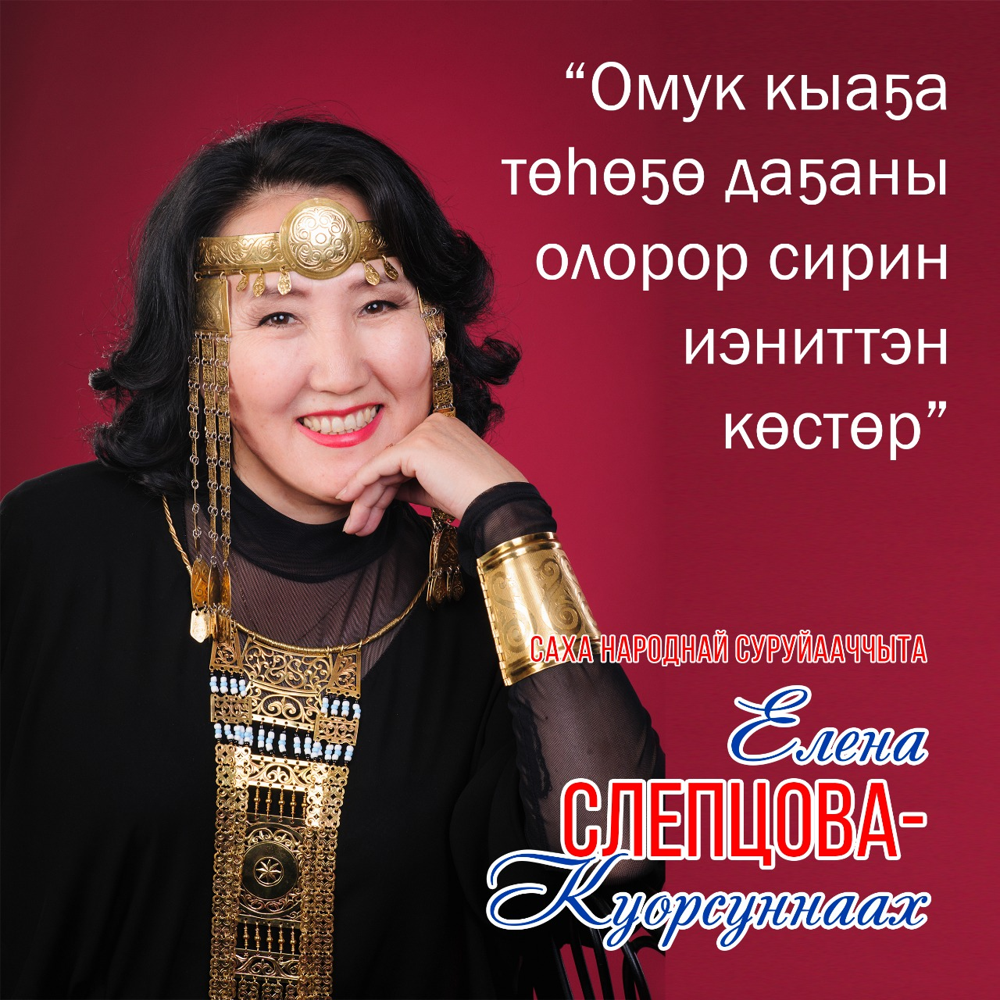 “Омук кыаҕа
төһөҕө даҕаны
олорор сирин
иэниттэн
көстөр”
САХА НАРОДНАЙ СУРУЙААЧЧЫТА
Елена
СЛЕПЦОВА-
Куорсуннаах